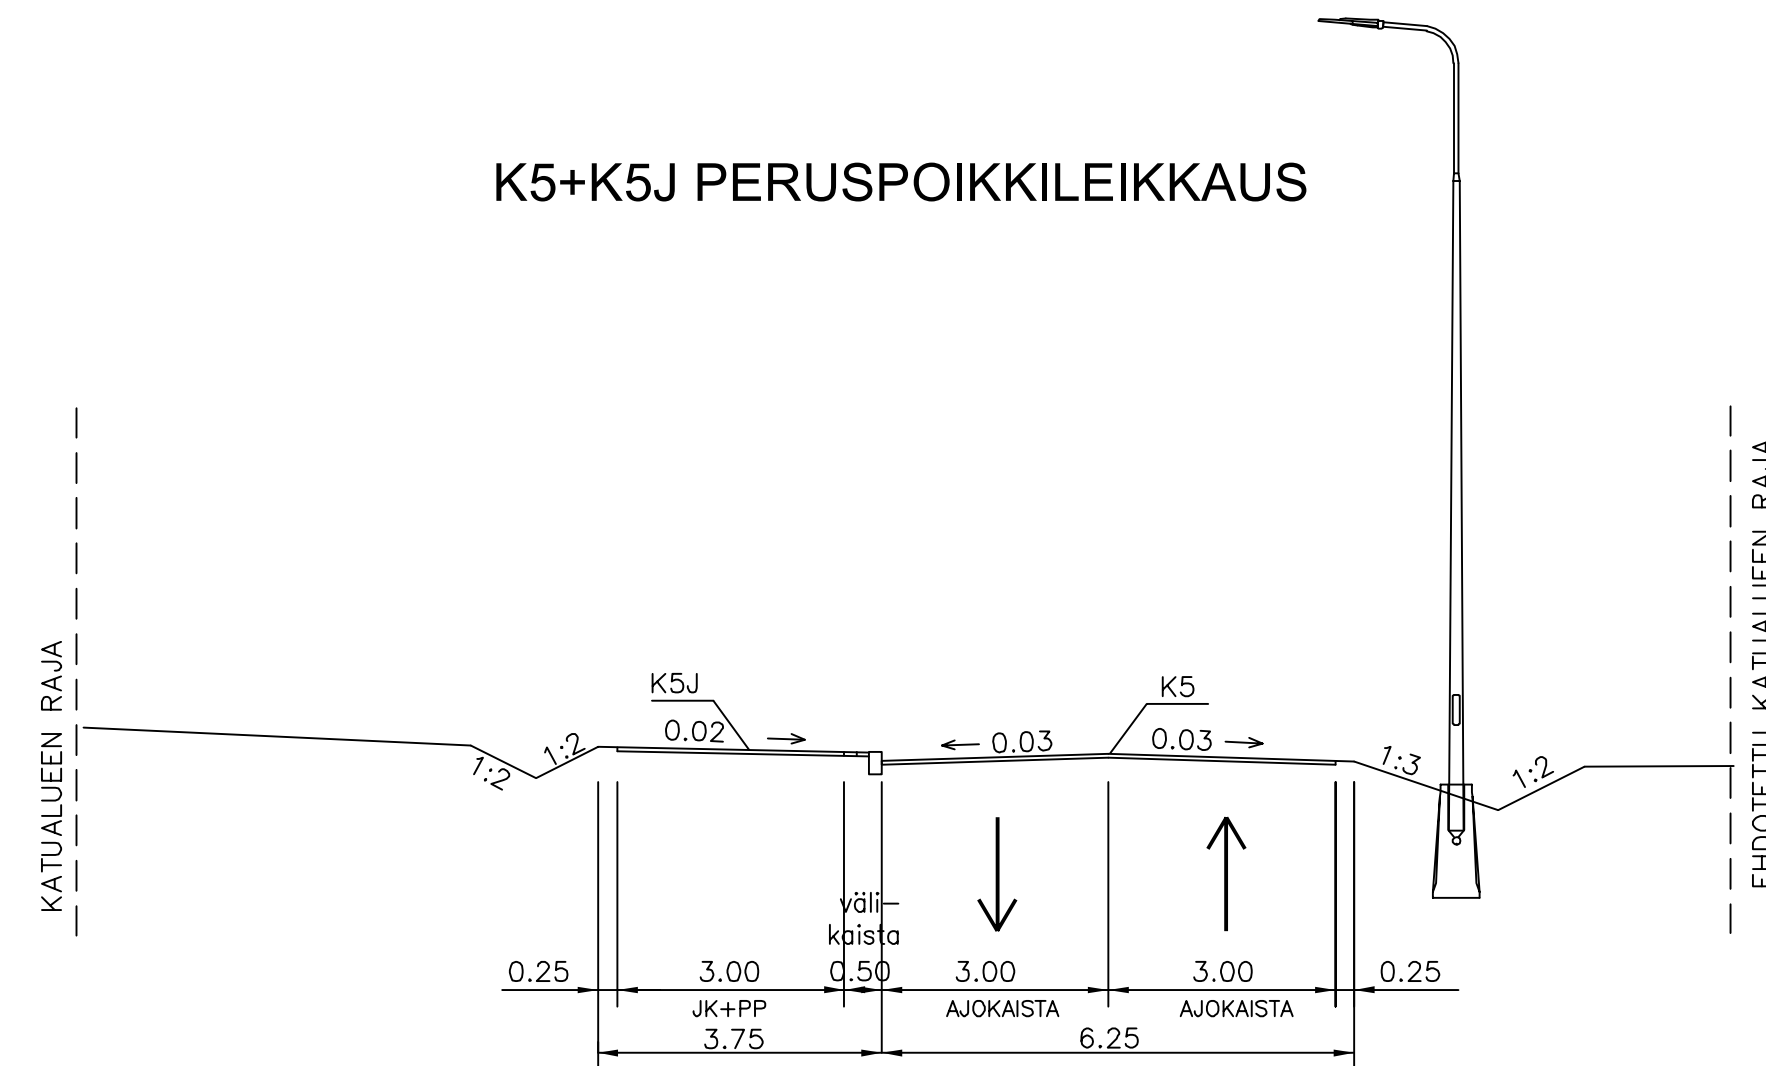 K5+K5J PERUSPOIKKILEIKKAUS
KATUALUEEN RAJA
EHDOTETTU KATUALUEEN RAJA
K5J
K5
0.02
0.03
0.03
1:2
1:2
1:3
1:2
väli-
kaista
0.25
3.00
0.50
3.00
3.00
0.25
JK+PP
AJOKAISTA
AJOKAISTA
3.75
6.25